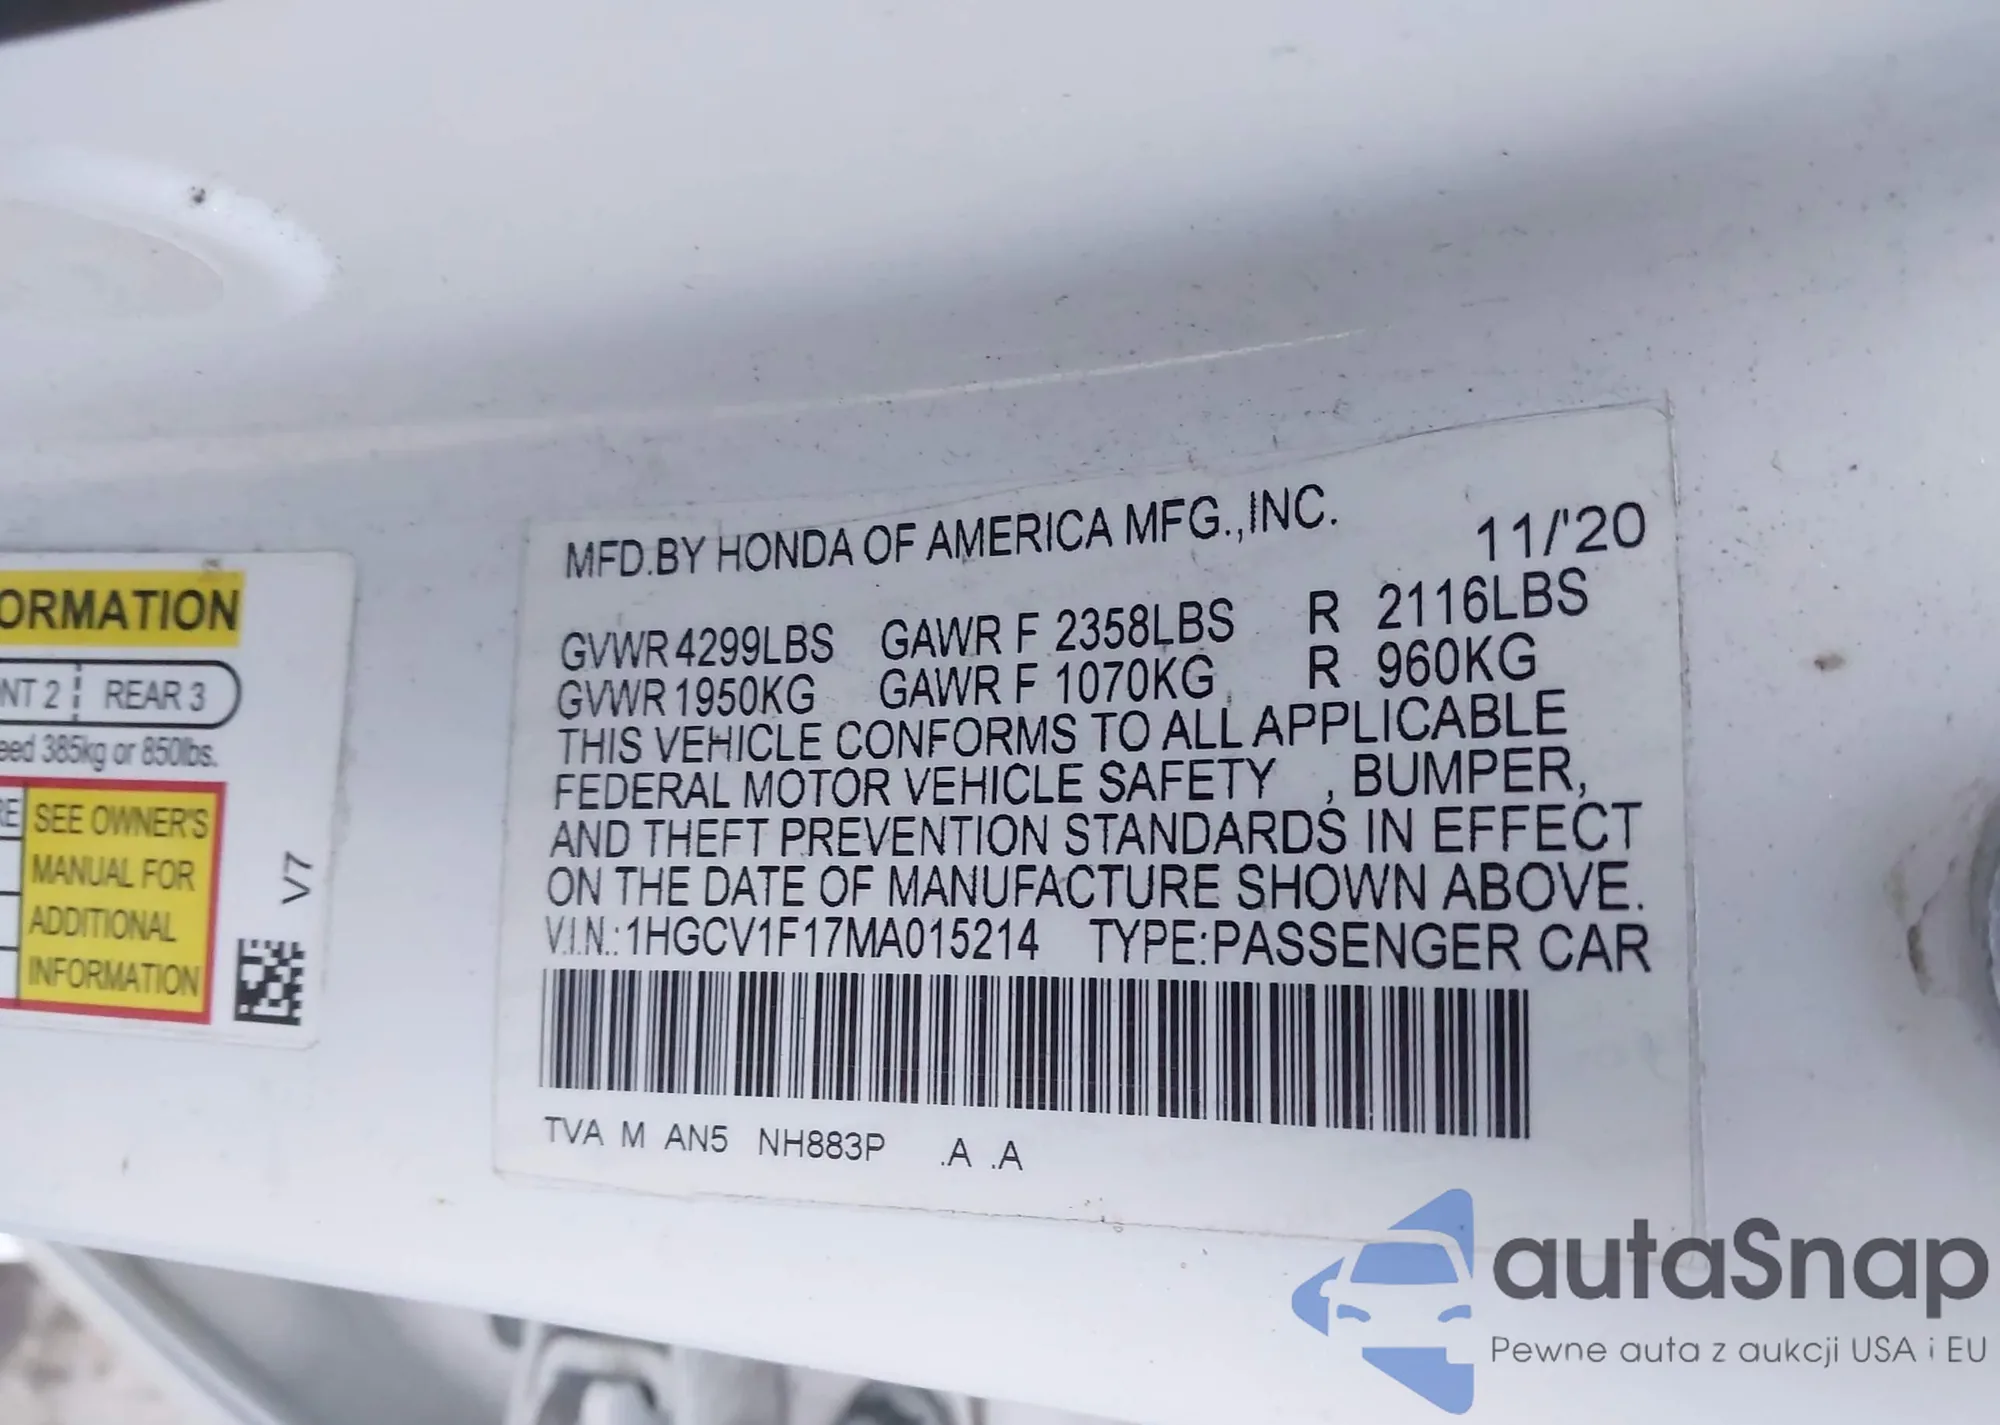 MFD.BY HONDA OF AMERICA MFG.,INC. 11/'20
GVWR 4299LBS GAWR F 2358LBS R 2116LBS
GVWR 1950KG GAWR F 1070KG, R 960KG
THIS VEHICLE CONFORMS TO ALL APPLICABLE
FEDERAL MOTOR VEHICLE SAFETY , BUMPER,
AND THEFT PREVENTION STANDARDS IN EFFECT
ON THE DATE OF MANUFACTURE SHOWN ABOVE.
V.I.N.:1HGCV1F17MA015214 TYPE:PASSENGER CAR
TVA M AN5 NH883P .A .A
ORMATION
NT 2 REAR 3
eed 385kg or 850lbs.
RE
SEE OWNER'S
MANUAL FOR
ADDITIONAL
INFORMATION
V7
autaSnap
Pewne auta z aukcji USA i EU